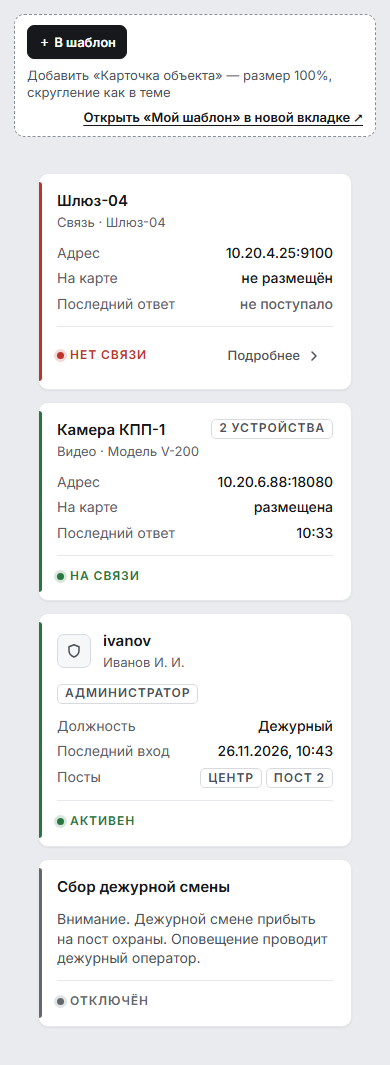 + В шаблон
Добавить «Карточка объекта» — размер 100%,
скругление как в теме
Открыть «Мой шаблон» в новой вкладке ↗
Шлюз-04
Связь · Шлюз-04
Адрес 10.20.4.25:9100
На карте не размещён
Последний ответ не поступало
НЕТ СВЯЗИ Подробнее
Камера КПП-1 2 УСТРОЙСТВА
Видео · Модель V-200
Адрес 10.20.6.88:18080
На карте размещена
Последний ответ 10:33
НА СВЯЗИ
ivanov
Иванов И. И.
АДМИНИСТРАТОР
Должность Дежурный
Последний вход 26.11.2026, 10:43
Посты ЦЕНТР ПОСТ 2
АКТИВЕН
Сбор дежурной смены
Внимание. Дежурной смене прибыть
на пост охраны. Оповещение проводит
дежурный оператор.
ОТКЛЮЧЁН